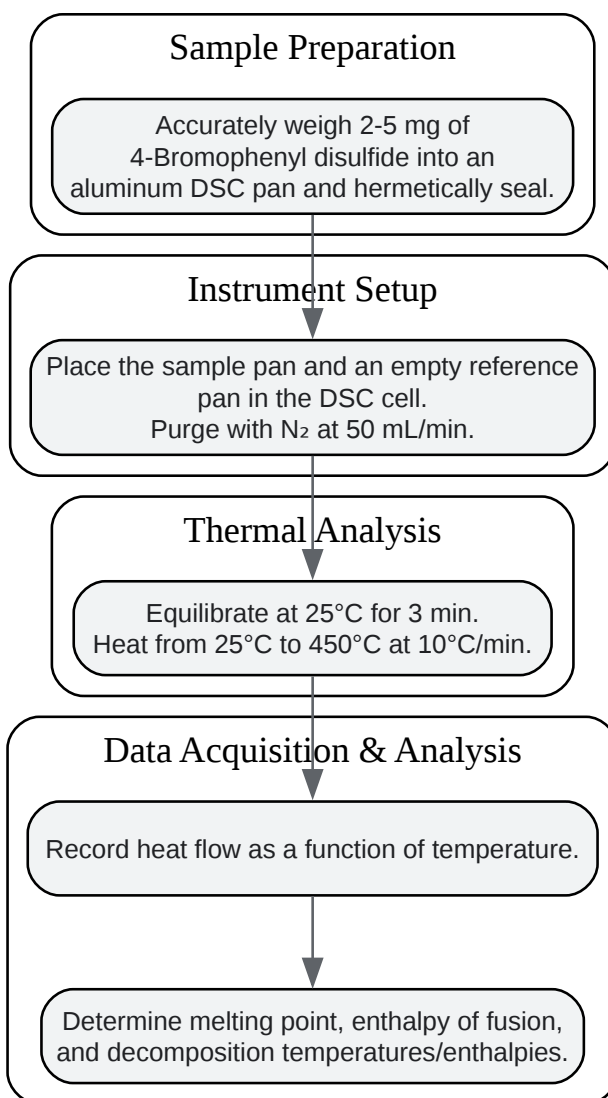 Sample Preparation
Accurately weigh 2-5 mg of
4-Bromophenyl disulfide into an
aluminum DSC pan and hermetically seal.
Instrument Setup
Place the sample pan and an empty reference
pan in the DSC cell.
Purge with N₂ at 50 mL/min.
Thermal Analysis
Equilibrate at 25°C for 3 min.
Heat from 25°C to 450°C at 10°C/min.
Data Acquisition & Analysis
Record heat flow as a function of temperature.
Determine melting point, enthalpy of fusion,
and decomposition temperatures/enthalpies.